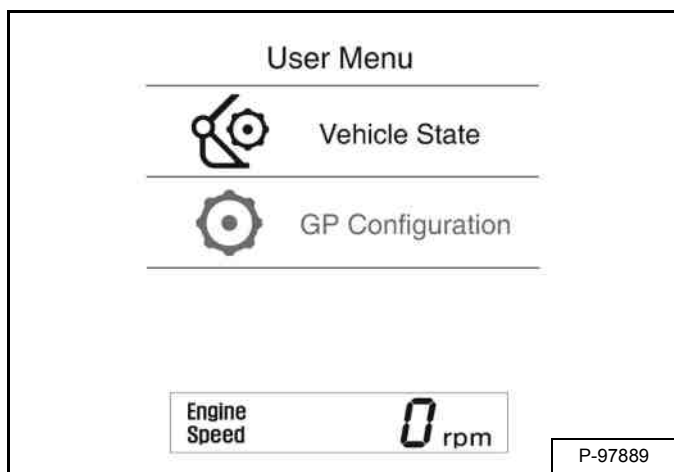 User Menu
Vehicle State
GP Configuration
Engine
Speed
0 rpm
P-97889